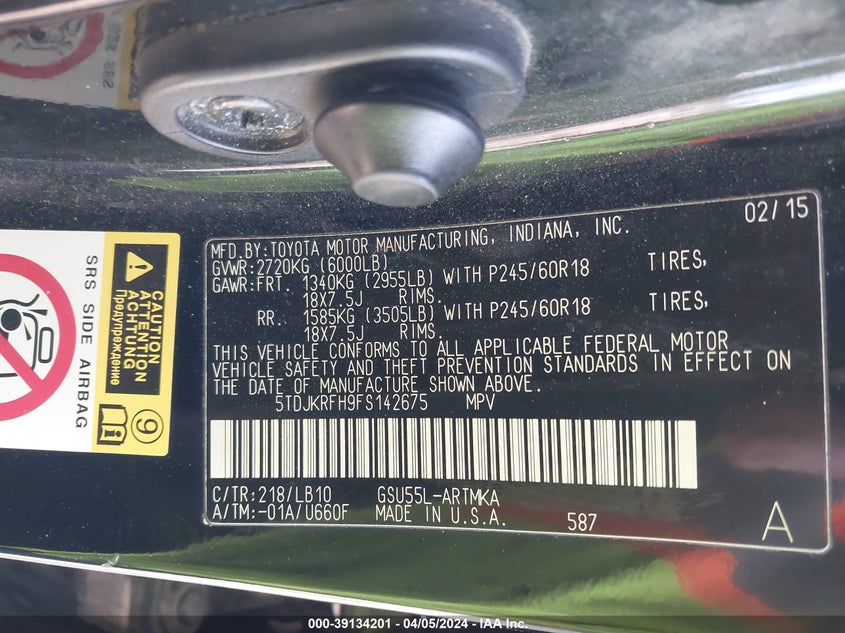 02/15
MFD.BY:TOYOTA MOTOR MANUFACTURING, INDIANA, INC.
GVWR:2720KG (6000LB)
GAWR:FRT. 1340KG (2955LB) WITH P245/60R18 TIRES,
18X7.5J RIMS.
RR. 1585KG (3505LB) WITH P245/60R18 TIRES,
18X7.5J RIMS.
THIS VEHICLE CONFORMS TO ALL APPLICABLE FEDERAL MOTOR
VEHICLE SAFETY AND THEFT PREVENTION STANDARDS IN EFFECT ON
THE DATE OF MANUFACTURE SHOWN ABOVE.
5TDJKRFH9FS142675 MPV
C/TR:218/LB10 GSU55L-ARTMKA
A/TM:-01A/U660F MADE IN U.S.A. 587 A
SRS SIDE AIRBAG
CAUTION
ATTENTION
ACHTUNG
Предупреждение
9
000-39134201 - 04/05/2024 - IAA Inc.